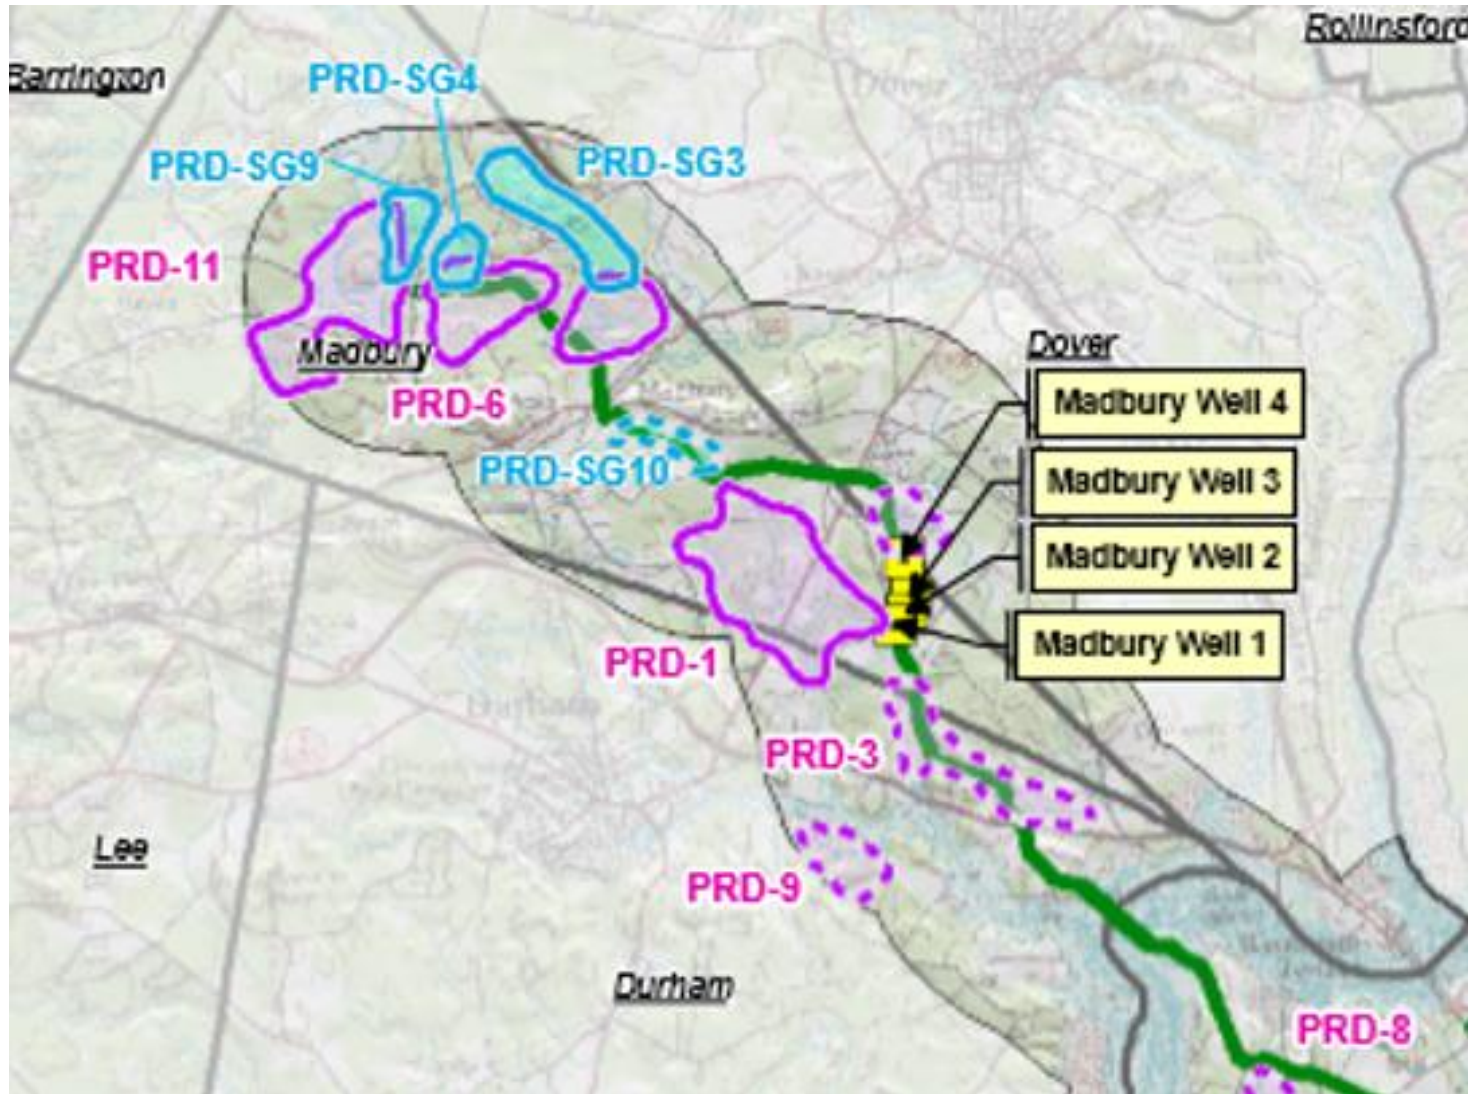 Rollinsford
Barrington
PRD-SG4
PRD-SG9
PRD-SG3
PRD-11
Madbury
Dover
PRD-6
Madbury Well 4
PRD-SG10
Madbury Well 3
Madbury Well 2
Madbury Well 1
PRD-1
PRD-3
Lee
PRD-9
Durham
PRD-8